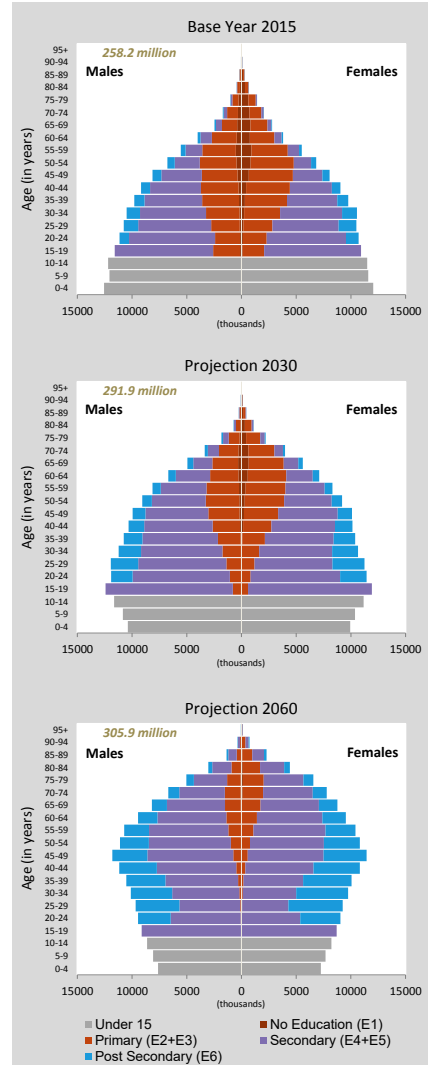 Base Year 2015
258.2 million
Males
Females
Age (in years)
95+
90-94
85-89
80-84
75-79
70-74
65-69
60-64
55-59
50-54
45-49
40-44
35-39
30-34
25-29
20-24
15-19
10-14
5-9
0-4
15000 10000 5000 0 5000 10000 15000
(thousands)
Projection 2030
291.9 million
Males
Females
Age (in years)
95+
90-94
85-89
80-84
75-79
70-74
65-69
60-64
55-59
50-54
45-49
40-44
35-39
30-34
25-29
20-24
15-19
10-14
5-9
0-4
15000 10000 5000 0 5000 10000 15000
(thousands)
Projection 2060
305.9 million
Males
Females
Age (in years)
95+
90-94
85-89
80-84
75-79
70-74
65-69
60-64
55-59
50-54
45-49
40-44
35-39
30-34
25-29
20-24
15-19
10-14
5-9
0-4
15000 10000 5000 0 5000 10000 15000
(thousands)
Under 15 No Education (E1)
Primary (E2+E3) Secondary (E4+E5)
Post Secondary (E6)